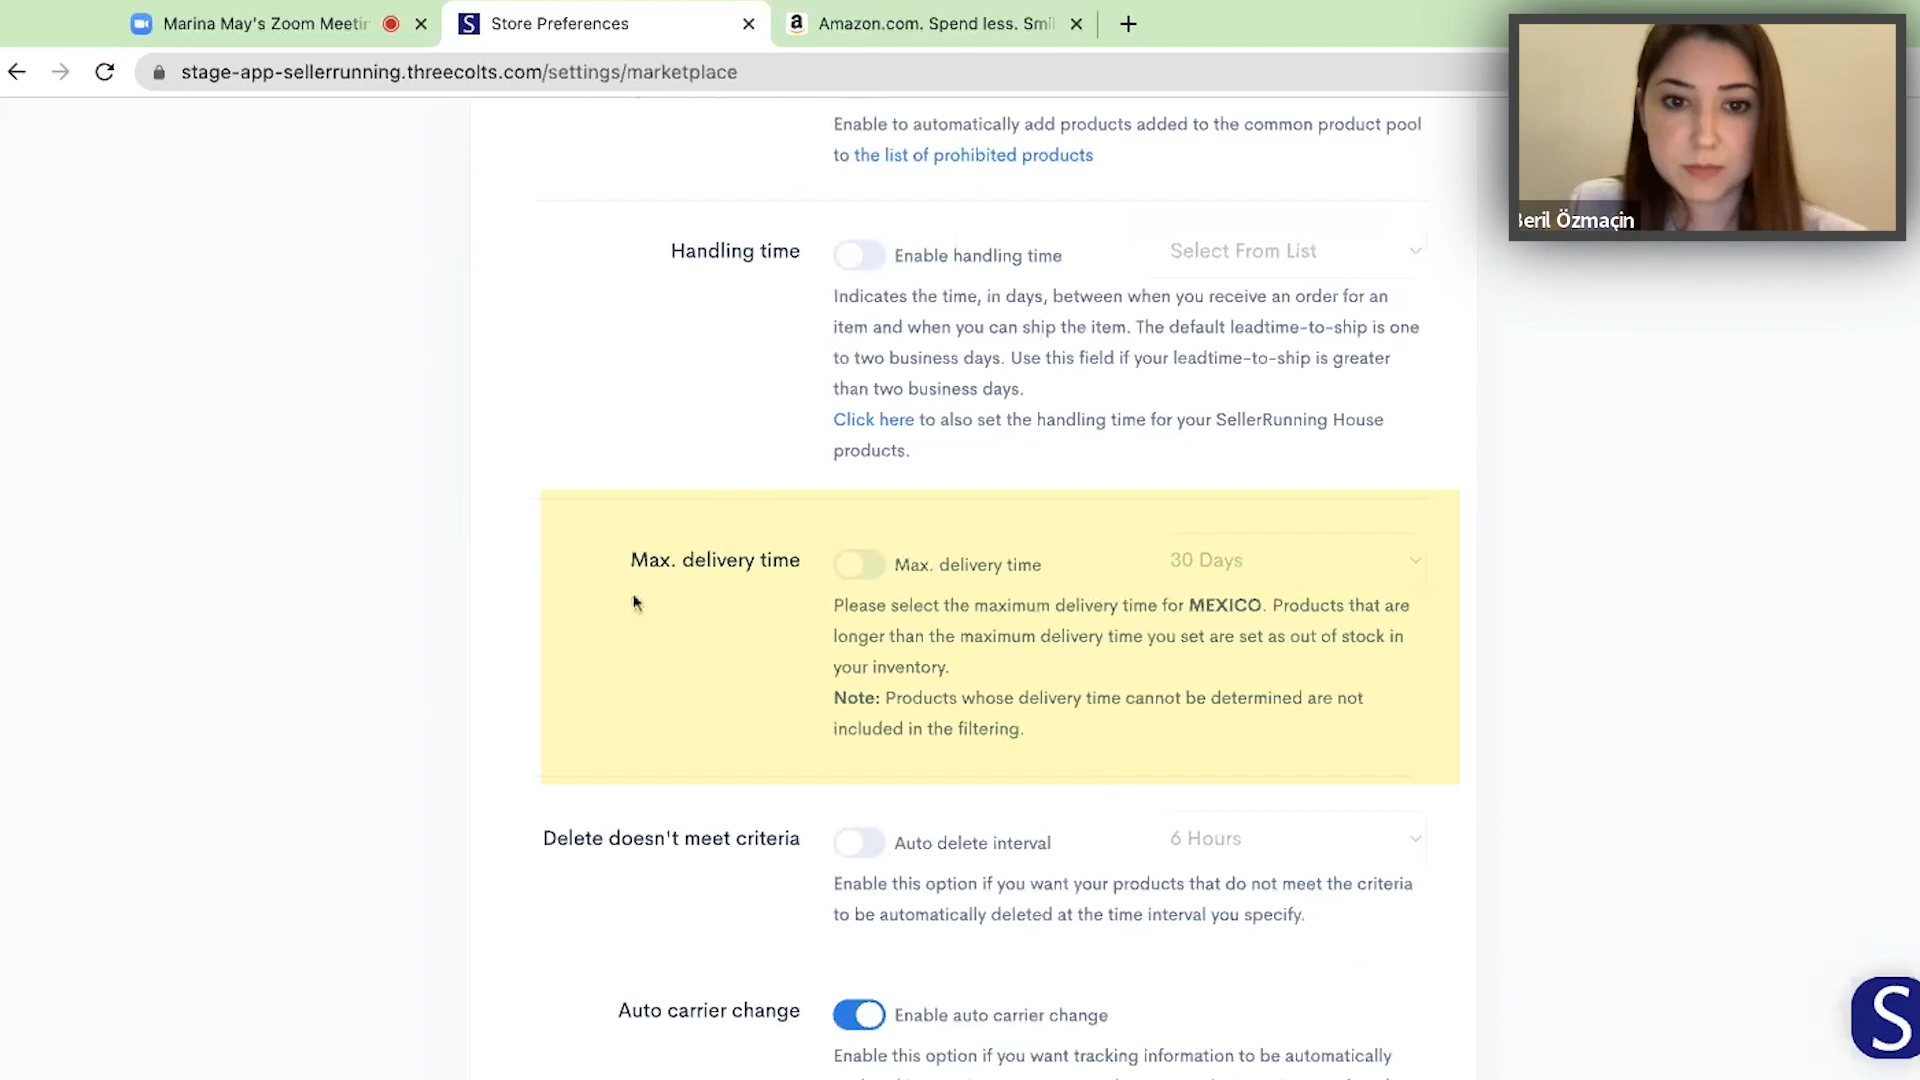 Marina May's Zoom Meetin
Store Preferences
Amazon.com. Spend less. Smil
stage-app-sellerrunning.threecolts.com/settings/marketplace
Beril Özmaçin
Enable to automatically add products added to the common product pool
to the list of prohibited products
Handling time
Enable handling time
Select From List
Indicates the time, in days, between when you receive an order for an
item and when you can ship the item. The default leadtime-to-ship is one
to two business days. Use this field if your leadtime-to-ship is greater
than two business days.
Click here to also set the handling time for your SellerRunning House
products.
Max. delivery time
Max. delivery time
30 Days
Please select the maximum delivery time for MEXICO. Products that are
longer than the maximum delivery time you set are set as out of stock in
your inventory.
Note: Products whose delivery time cannot be determined are not
included in the filtering.
Delete doesn't meet criteria
Auto delete interval
6 Hours
Enable this option if you want your products that do not meet the criteria
to be automatically deleted at the time interval you specify.
Auto carrier change
Enable auto carrier change
Enable this option if you want tracking information to be automatically